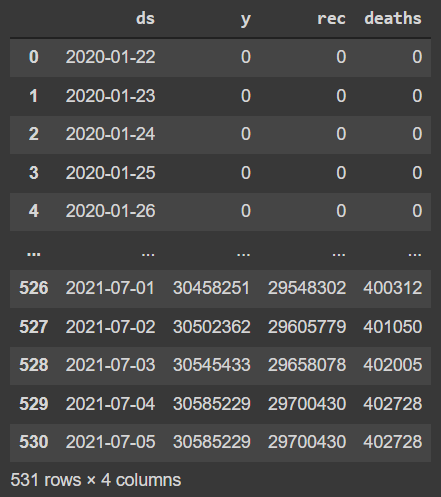 ds y rec deaths
0 2020-01-22 0 0 0
1 2020-01-23 0 0 0
2 2020-01-24 0 0 0
3 2020-01-25 0 0 0
4 2020-01-26 0 0 0
... ... ... ... ...
526 2021-07-01 30458251 29548302 400312
527 2021-07-02 30502362 29605779 401050
528 2021-07-03 30545433 29658078 402005
529 2021-07-04 30585229 29700430 402728
530 2021-07-05 30585229 29700430 402728
531 rows × 4 columns